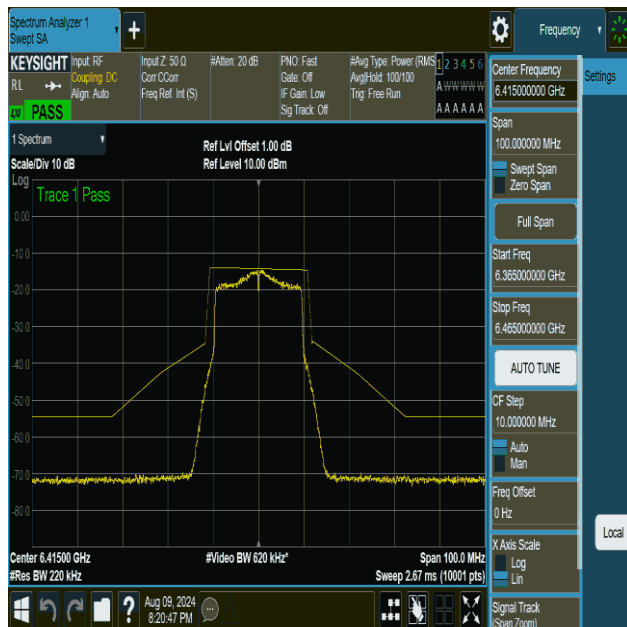 Spectrum Analyzer 1
Swept SA
Frequency
KEYSIGHT
RL
LXI
PASS
Input: RF
Coupling: DC
Align: Auto
Input Z: 50 Ω
Corr CCorr
Freq Ref: Int (S)
#Atten: 20 dB
PNO: Fast
Gate: Off
IF Gain: Low
Sig Track: Off
#Avg Type: Power (RMS
Avg|Hold: 100/100
Trig: Free Run
1 2 3 4 5 6
A W W W W W
A A A A A A
1 Spectrum
Scale/Div 10 dB
Ref Lvl Offset 1.00 dB
Ref Level 10.00 dBm
Log
Trace 1 Pass
0.00
-10.0
-20.0
-30.0
-40.0
-50.0
-60.0
-70.0
-80.0
Center 6.41500 GHz
#Res BW 220 kHz
#Video BW 620 kHz*
Span 100.0 MHz
Sweep 2.67 ms (10001 pts)
Center Frequency
6.415000000 GHz
Settings
Span
100.000000 MHz
Swept Span
Zero Span
Full Span
Start Freq
6.365000000 GHz
Stop Freq
6.465000000 GHz
AUTO TUNE
CF Step
10.000000 MHz
Auto
Man
Freq Offset
0 Hz
X Axis Scale
Log
Lin
Local
Signal Track
(Span Zoom)
?
Aug 09, 2024
8:20:47 PM